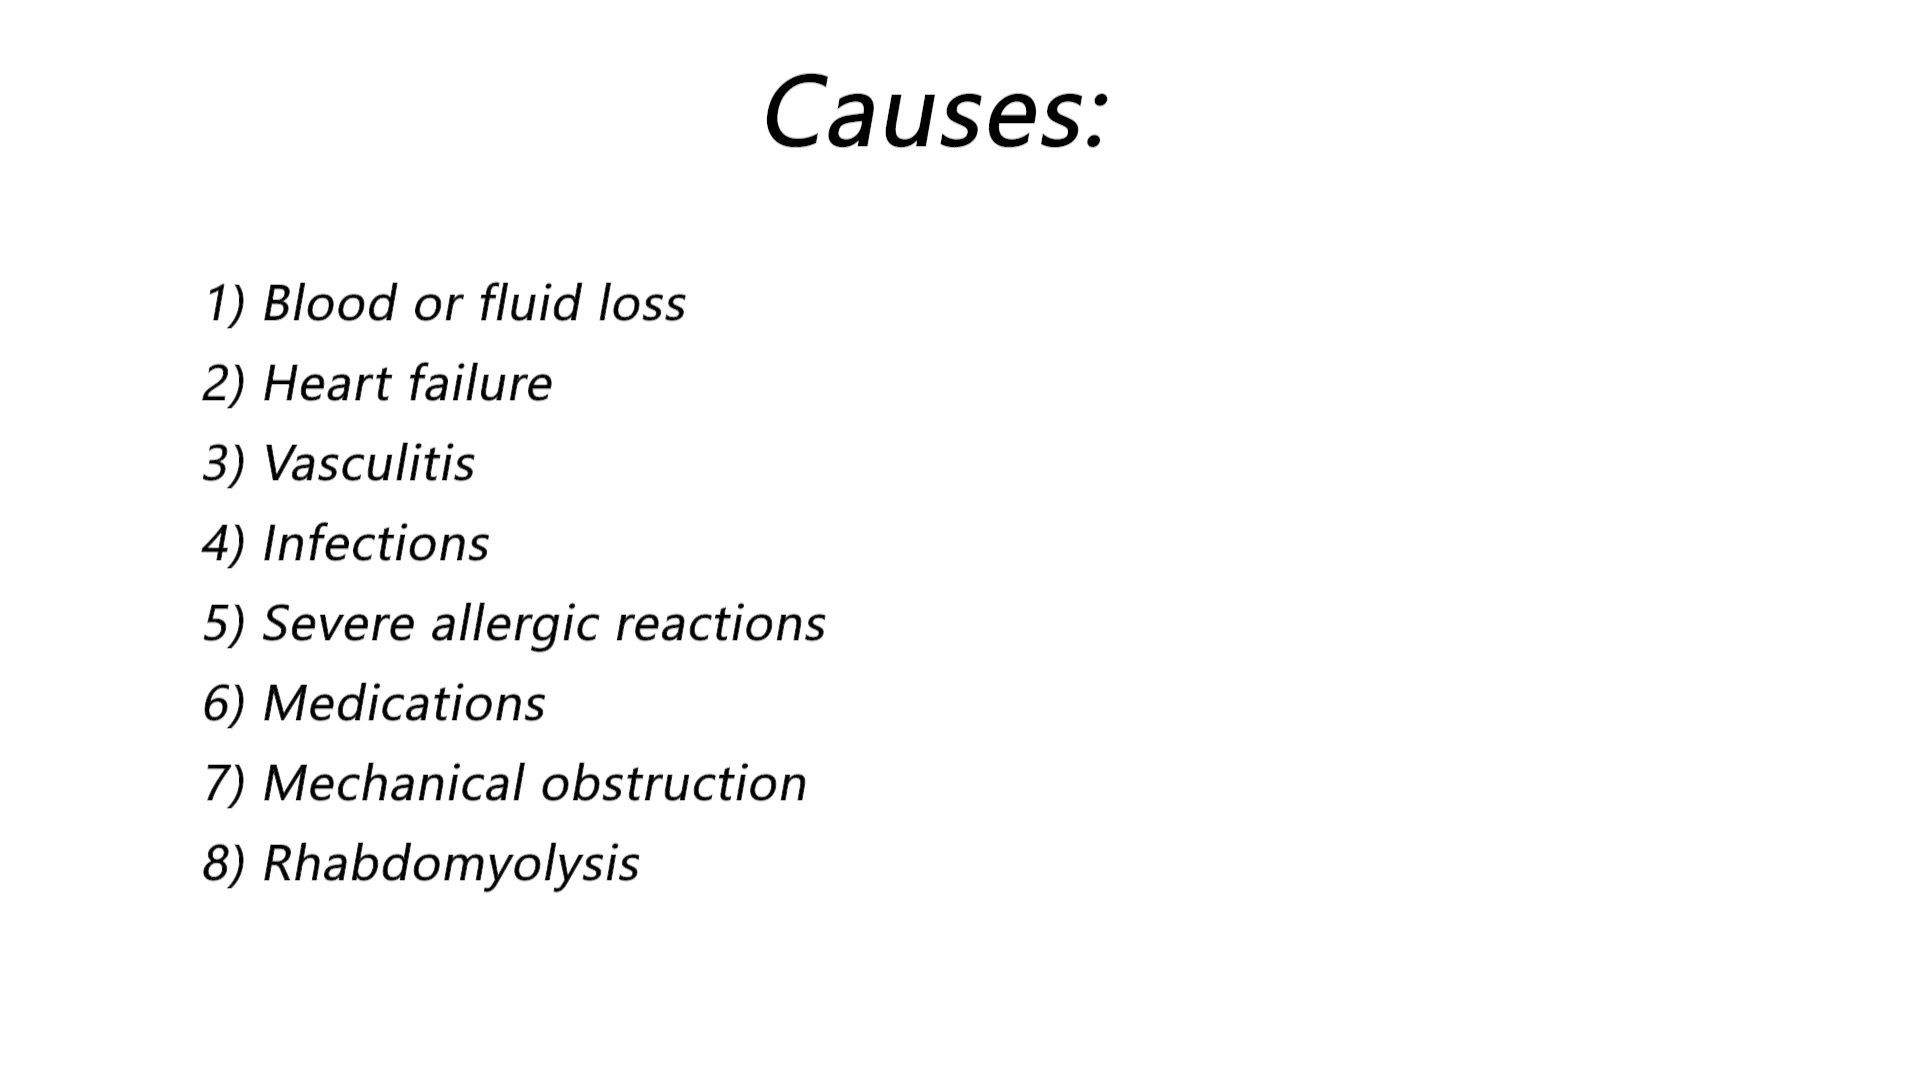 Causes:
1) Blood or fluid loss
2) Heart failure
3) Vasculitis
4) Infections
5) Severe allergic reactions
6) Medications
7) Mechanical obstruction
8) Rhabdomyolysis